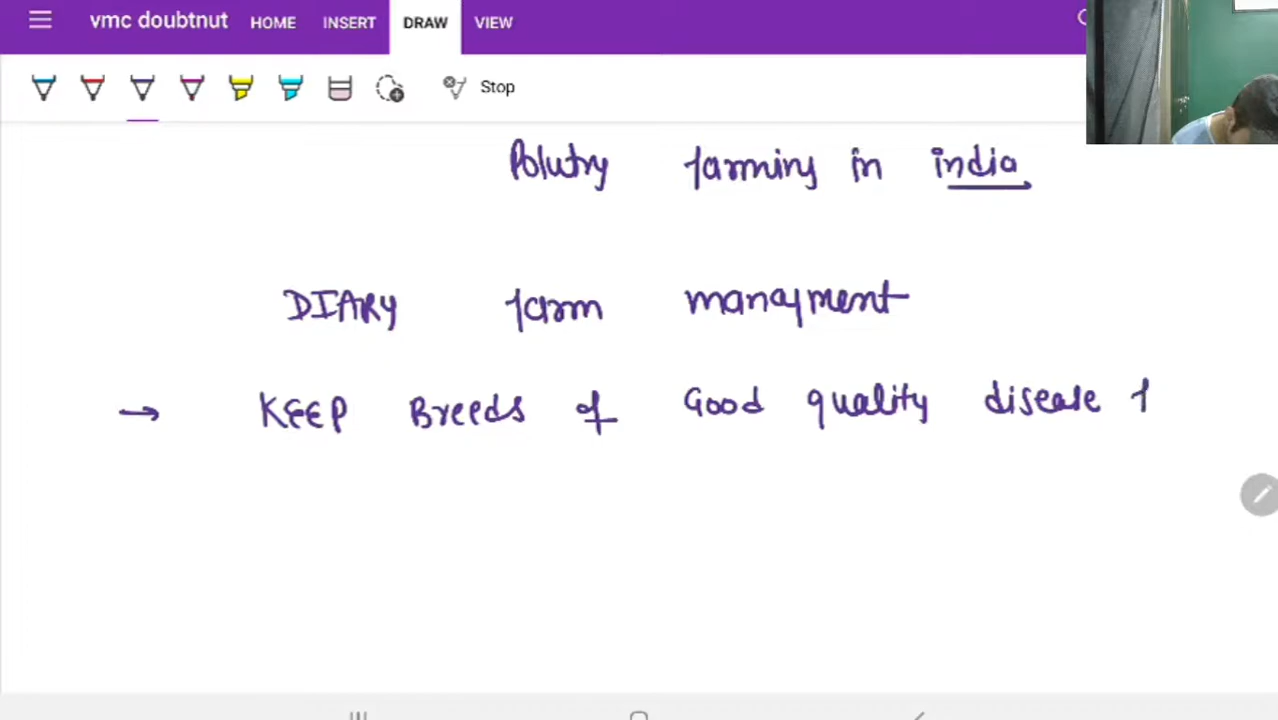 vmc doubtnut HOME INSERT DRAW VIEW
Stop
Polutry farming in india
DIARY farm managment
→ KEEP Breeds of Good quality disease f